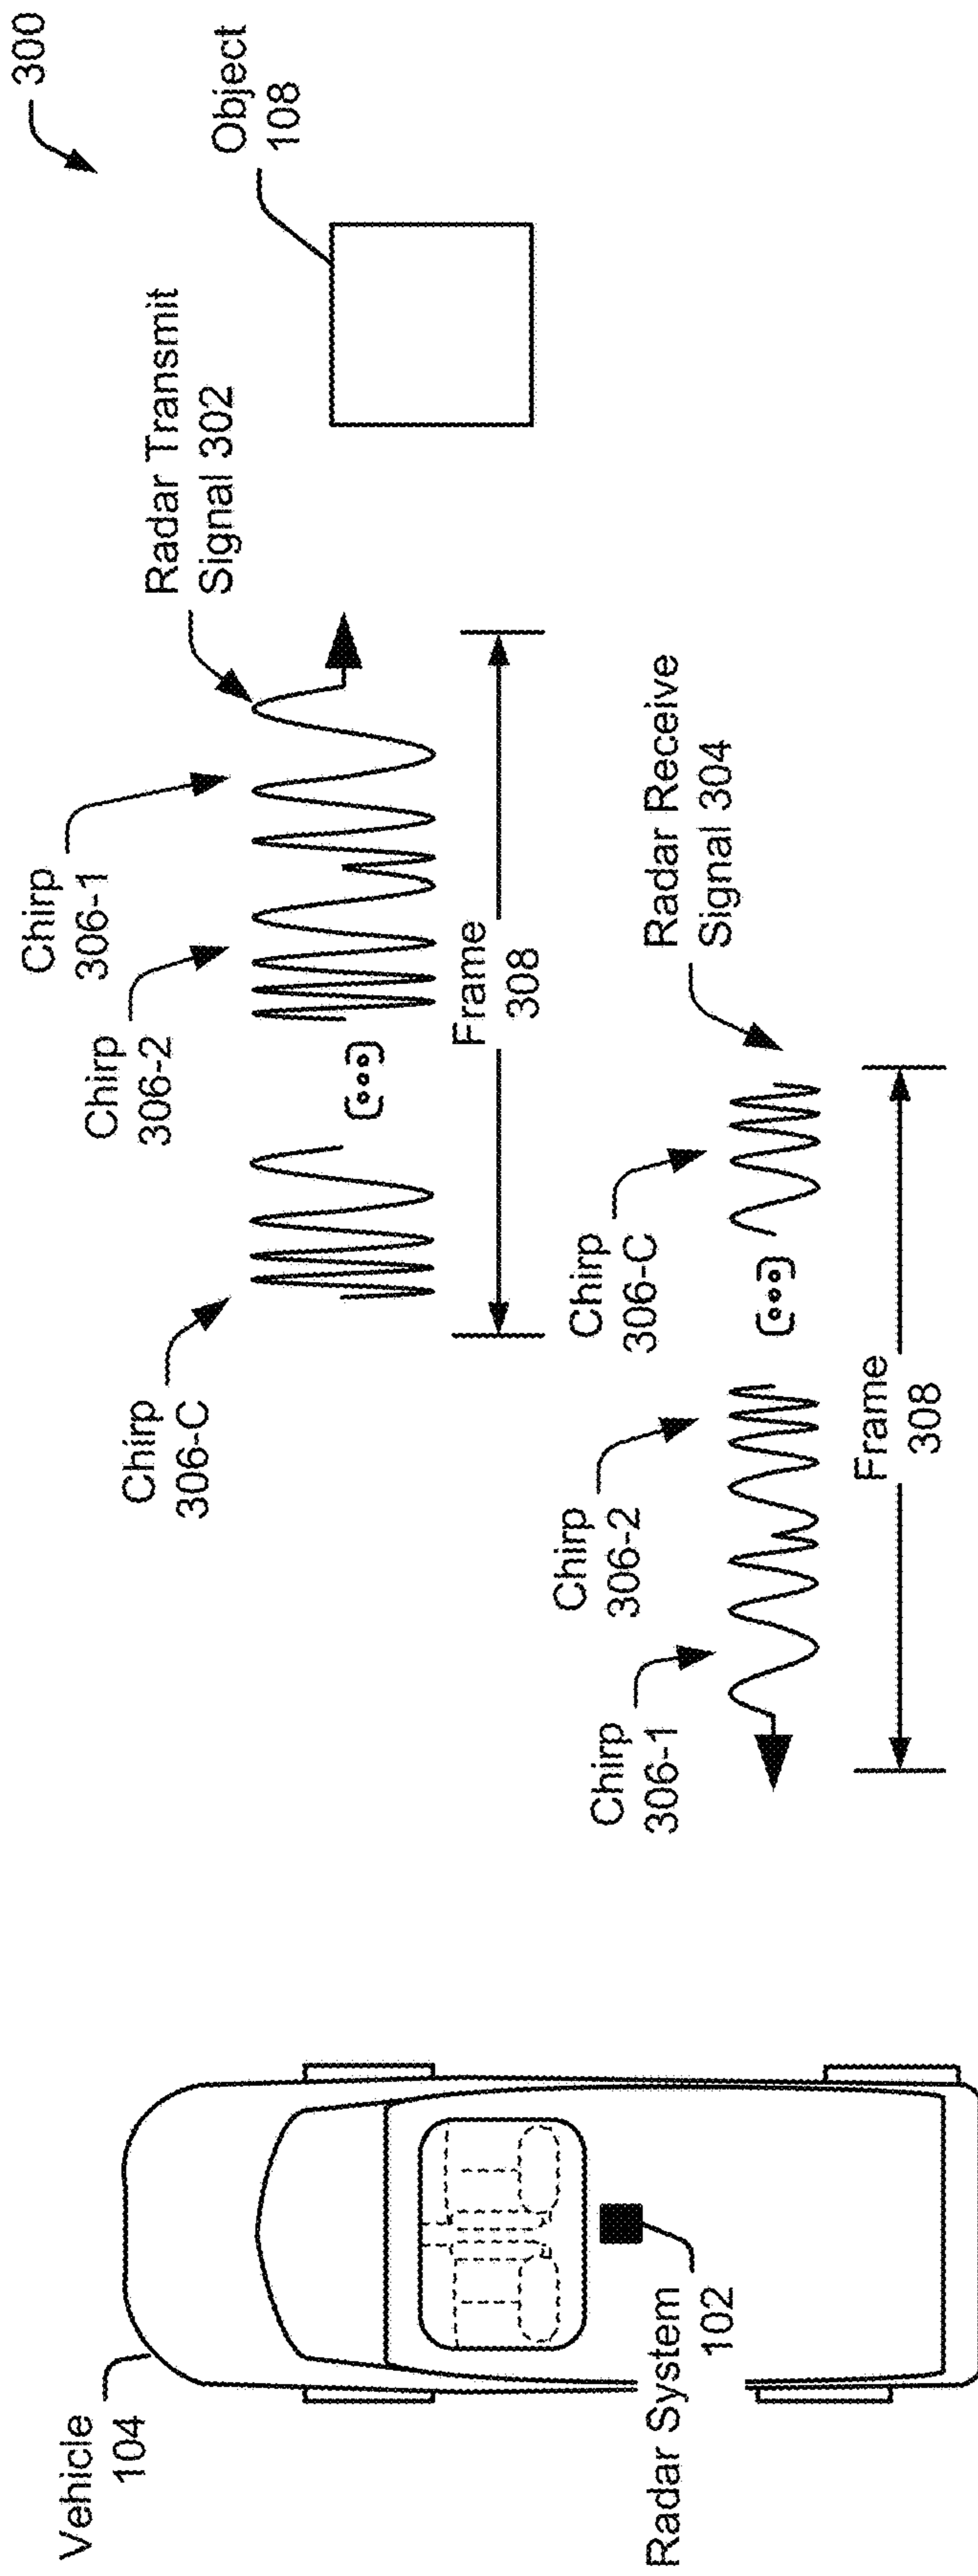 300
Vehicle
104
Radar System
102
Object
108
Radar Transmit
Signal 302
Chirp
306-1
Chirp
306-2
Chirp
306-C
Frame
308
Radar Receive
Signal 304
Chirp
306-C
Chirp
306-2
Chirp
306-1
Frame
308